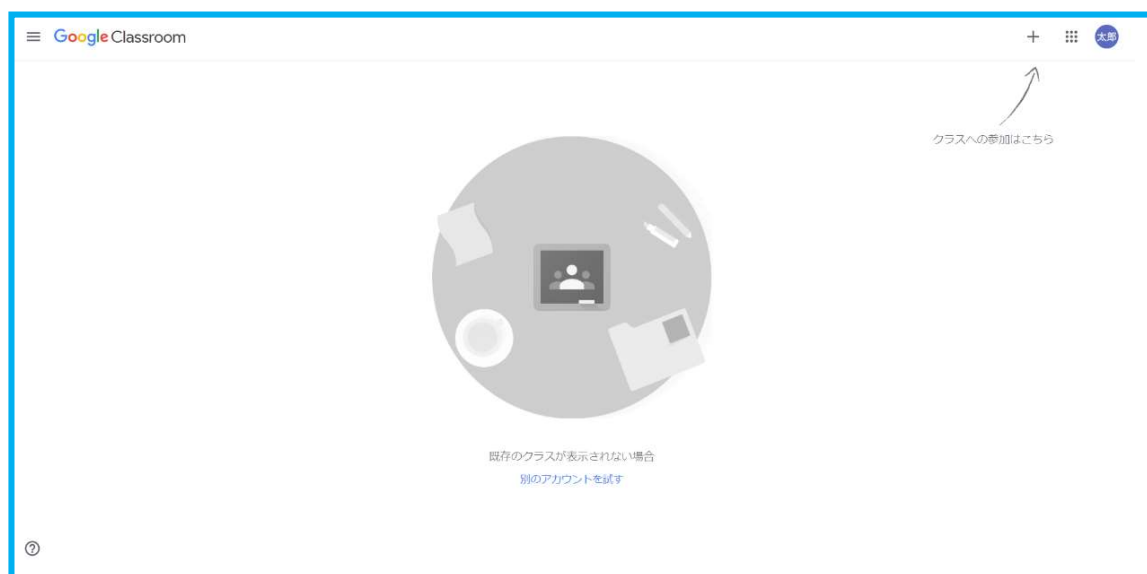 Google Classroom
太郎
クラスへの参加はこちら
既存のクラスが表示されない場合
別のアカウントを試す